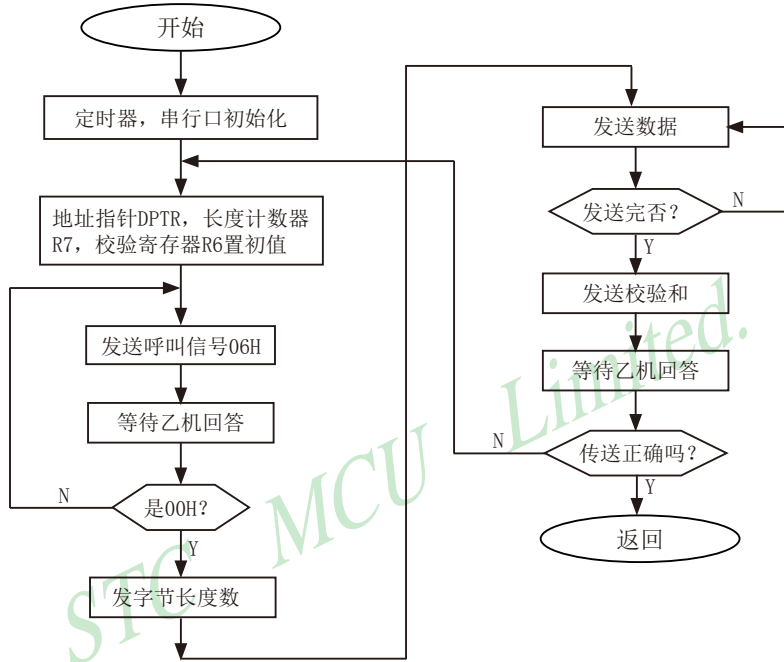 开始
定时器，串行口初始化
地址指针DPTR，长度计数器
R7，校验寄存器R6置初值
发送呼叫信号06H
等待乙机回答
是00H？
N
Y
发字节长度数
发送数据
发送完否？
N
Y
发送校验和
等待乙机回答
传送正确吗？
N
Y
返回
STC MCU Limited.